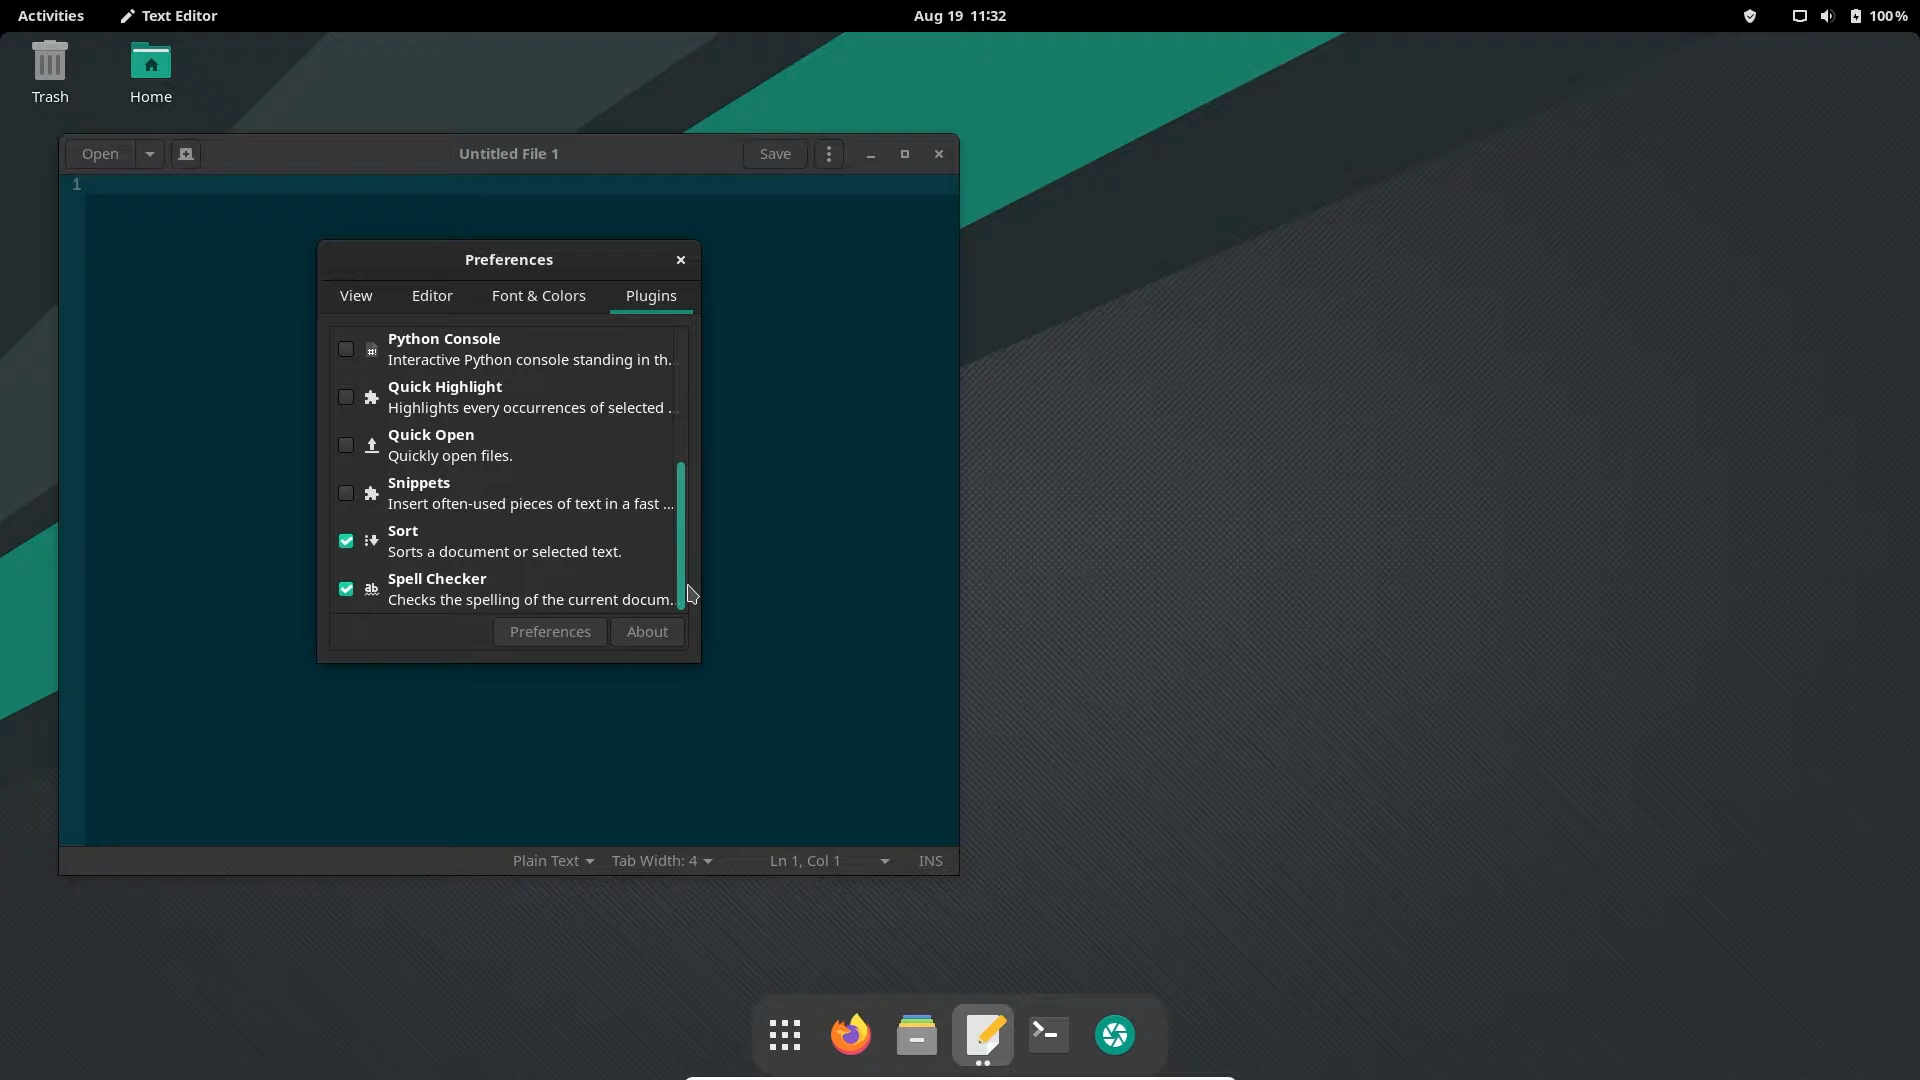 Activities
Text Editor
Aug 19 11:32
100%
Trash
Home
Open
Untitled File 1
Save
1
Preferences
View
Editor
Font & Colors
Plugins
Python Console
Interactive Python console standing in th...
Quick Highlight
Highlights every occurrences of selected ...
Quick Open
Quickly open files.
Snippets
Insert often-used pieces of text in a fast ...
Sort
Sorts a document or selected text.
ab
Spell Checker
Checks the spelling of the current docum...
Preferences
About
Plain Text
Tab Width: 4
Ln 1, Col 1
INS